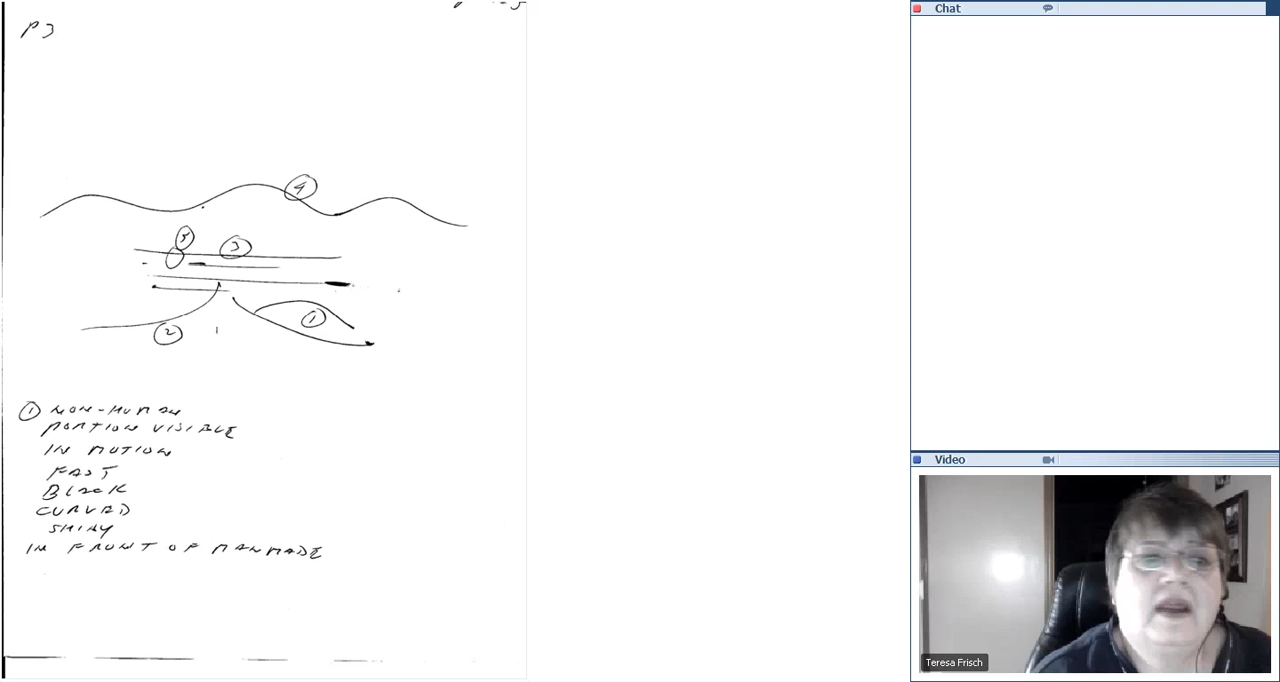 P3
4
5
3
2
1
1 NON-HUMAN
PORTION VISIBLE
IN MOTION
FAST
BLACK
CURVED
SHINY
IN FRONT OF MANMADE
Chat
Video
Teresa Frisch